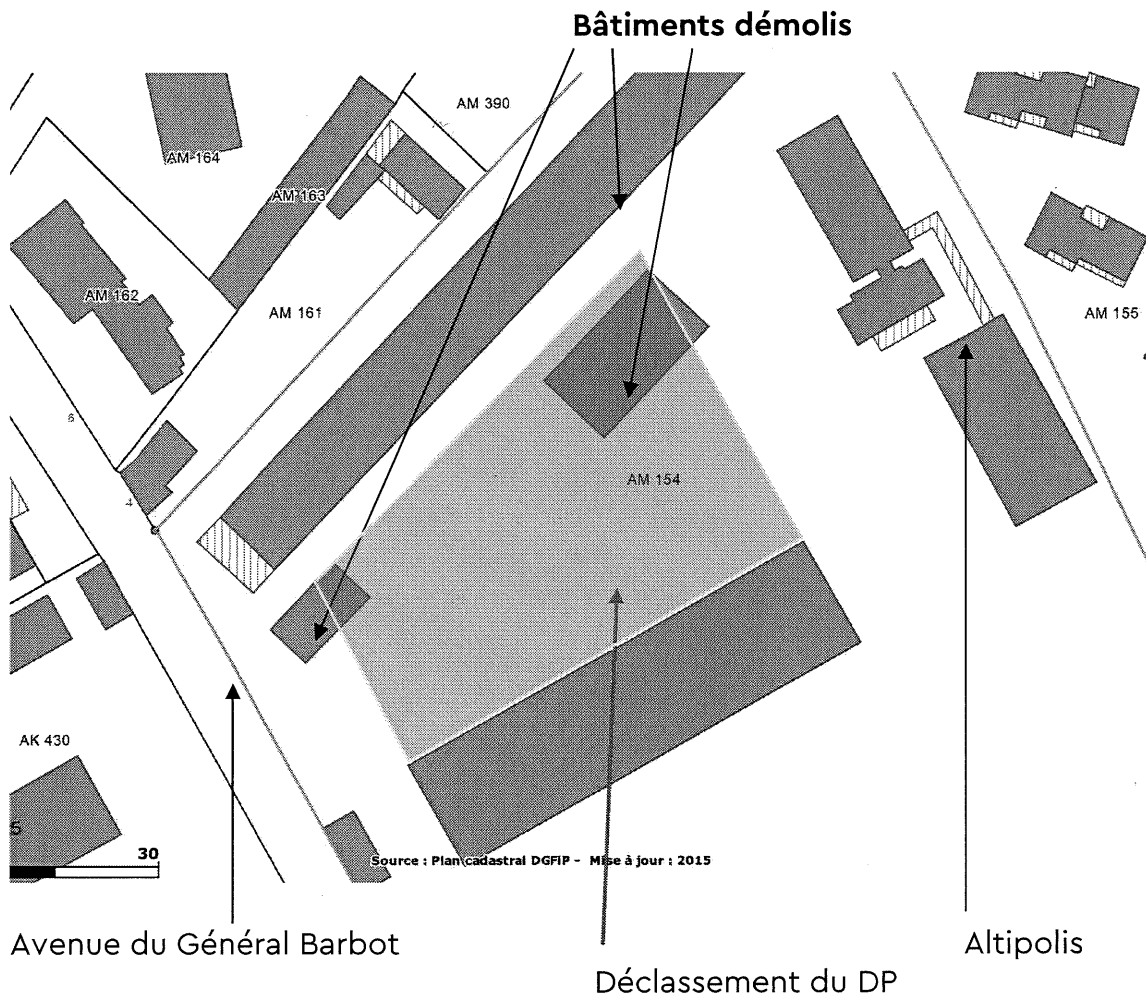 Bâtiments démolis
AM 390
AM 164
AM 163
AM 162
AM 161
AM 155
6
AM 154
4
AK 430
5
30
Source : Plan cadastral DGFiP - Mise à jour : 2015
Avenue du Général Barbot
Altipolis
Déclassement du DP